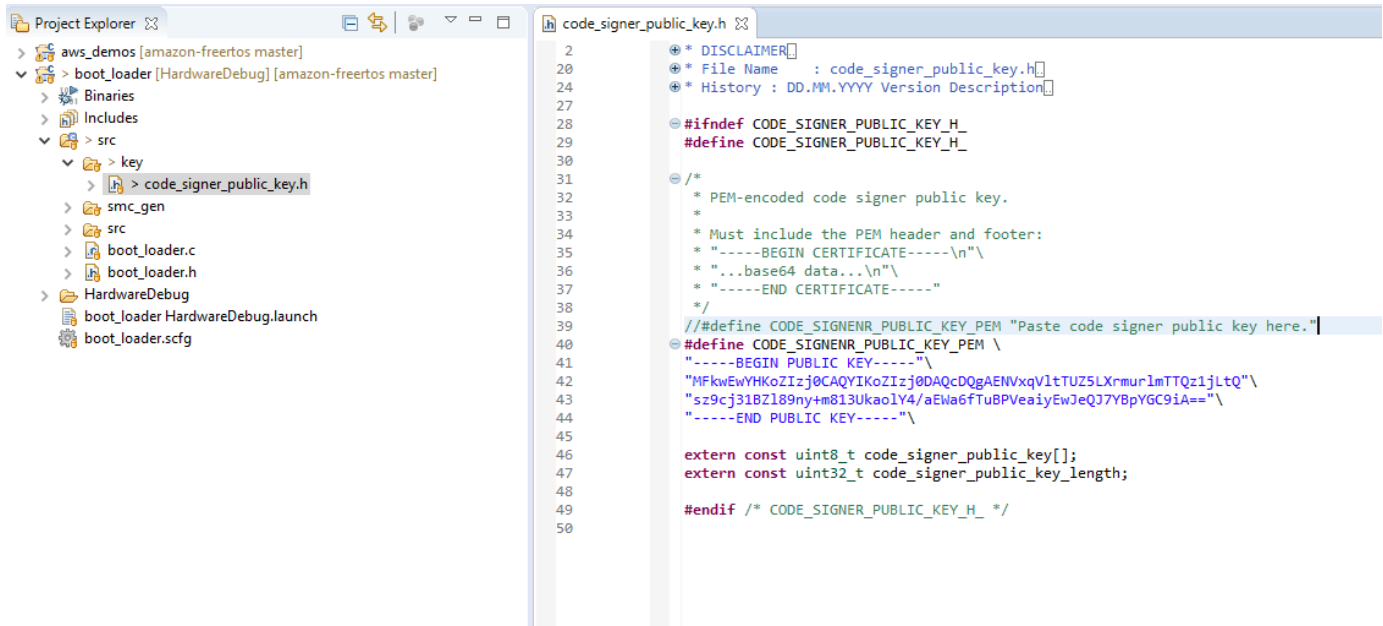 Project Explorer
aws_demos [amazon-freertos master]
> boot_loader [HardwareDebug] [amazon-freertos master]
Binaries
Includes
> src
> key
> code_signer_public_key.h
smc_gen
src
boot_loader.c
boot_loader.h
HardwareDebug
boot_loader HardwareDebug.launch
boot_loader.scfg
code_signer_public_key.h
2 * DISCLAIMER
20 * File Name    : code_signer_public_key.h
24 * History : DD.MM.YYYY Version Description
27
28 #ifndef CODE_SIGNER_PUBLIC_KEY_H_
29 #define CODE_SIGNER_PUBLIC_KEY_H_
30
31 /*
32 * PEM-encoded code signer public key.
33 *
34 * Must include the PEM header and footer:
35 * "-----BEGIN CERTIFICATE-----\n"\
36 * "...base64 data...\n"\
37 * "-----END CERTIFICATE-----"
38 */
39 //#define CODE_SIGNENR_PUBLIC_KEY_PEM "Paste code signer public key here."
40 #define CODE_SIGNENR_PUBLIC_KEY_PEM \
41 "-----BEGIN PUBLIC KEY-----"\
42 "MFkwEwYHKoZIzj0CAQYIKoZIzj0DAQcDQgAENVxqVltTUZ5LXrmurlmTTQz1jLtQ"\
43 "sz9cj31BZl89ny+m813UkaolY4/aEWa6fTuBPVeaiyEwJeQJ7YBpYGC9iA=="\
44 "-----END PUBLIC KEY-----"\
45
46 extern const uint8_t code_signer_public_key[];
47 extern const uint32_t code_signer_public_key_length;
48
49 #endif /* CODE_SIGNER_PUBLIC_KEY_H_ */
50